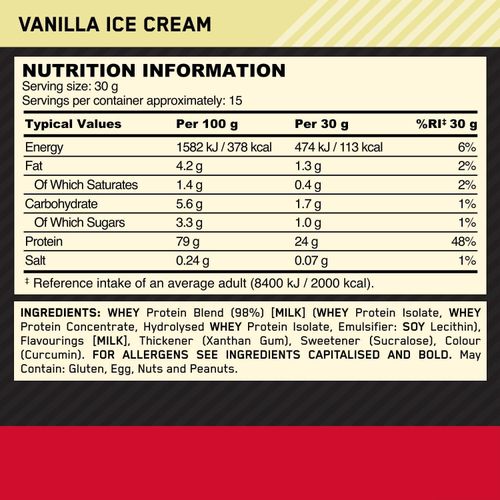 VANILLA ICE CREAM
NUTRITION INFORMATION
Serving size: 30 g
Servings per container approximately: 15
Typical Values Per 100 g Per 30 g %RI‡ 30 g
Energy 1582 kJ / 378 kcal 474 kJ / 113 kcal 6%
Fat 4.2 g 1.3 g 2%
Of Which Saturates 1.4 g 0.4 g 2%
Carbohydrate 5.6 g 1.7 g 1%
Of Which Sugars 3.3 g 1.0 g 1%
Protein 79 g 24 g 48%
Salt 0.24 g 0.07 g 1%
‡ Reference intake of an average adult (8400 kJ / 2000 kcal).
INGREDIENTS: WHEY Protein Blend (98%) [MILK] (WHEY Protein Isolate, WHEY
Protein Concentrate, Hydrolysed WHEY Protein Isolate, Emulsifier: SOY Lecithin),
Flavourings [MILK], Thickener (Xanthan Gum), Sweetener (Sucralose), Colour
(Curcumin). FOR ALLERGENS SEE INGREDIENTS CAPITALISED AND BOLD. May
Contain: Gluten, Egg, Nuts and Peanuts.